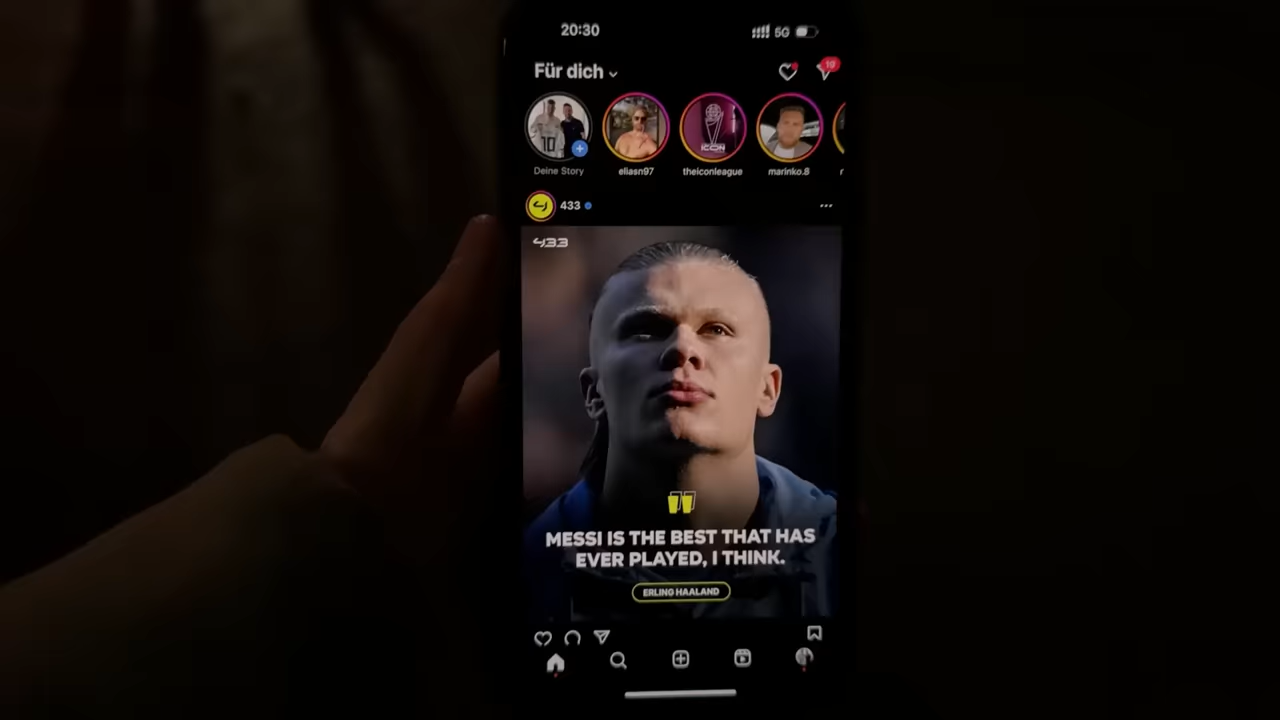 20:30
5G
Für dich
19
10
ICON
Deine Story
eliasn97
theiconleague
marinko.8
433
433
MESSI IS THE BEST THAT HAS
EVER PLAYED, I THINK.
ERLING HAALAND